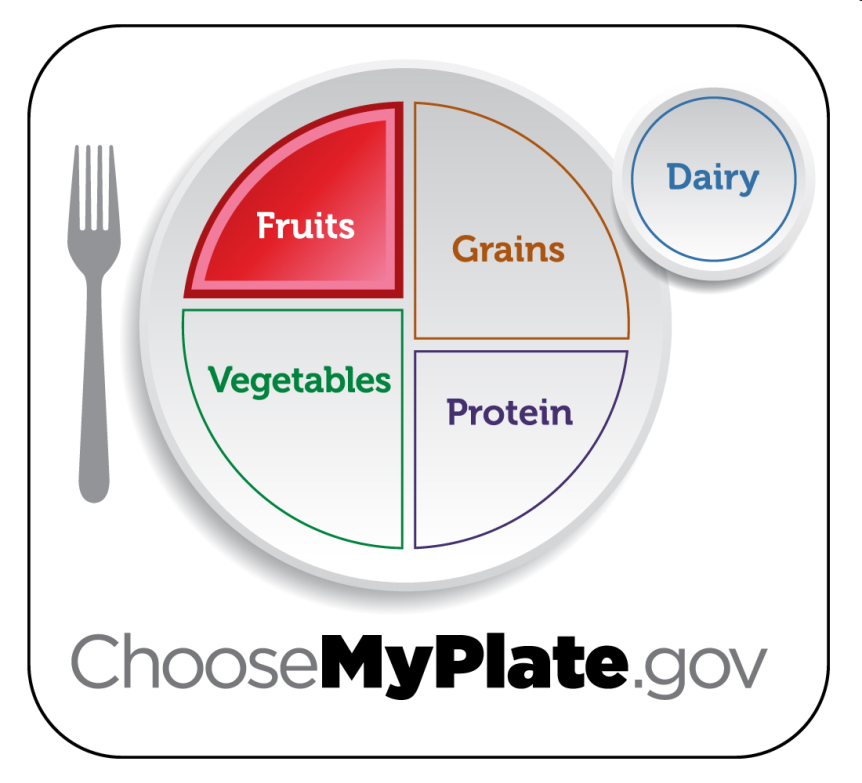 Fruits
Grains
Dairy
Vegetables
Protein
ChooseMyPlate.gov